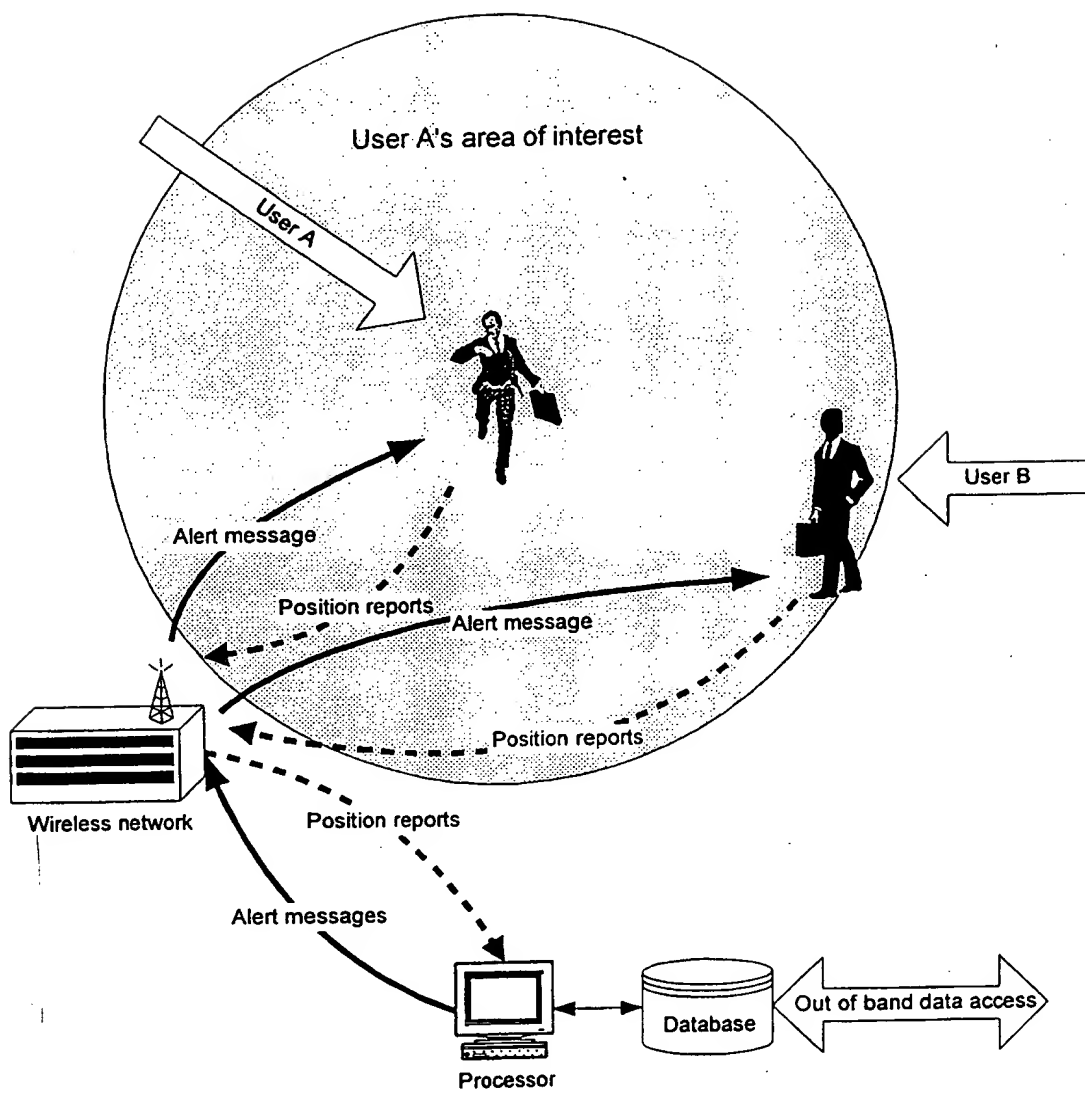 User A's area of interest
User A
User B
Alert message
Position reports
Alert message
Position reports
Wireless network
Position reports
Alert messages
Out of band data access
Database
Processor